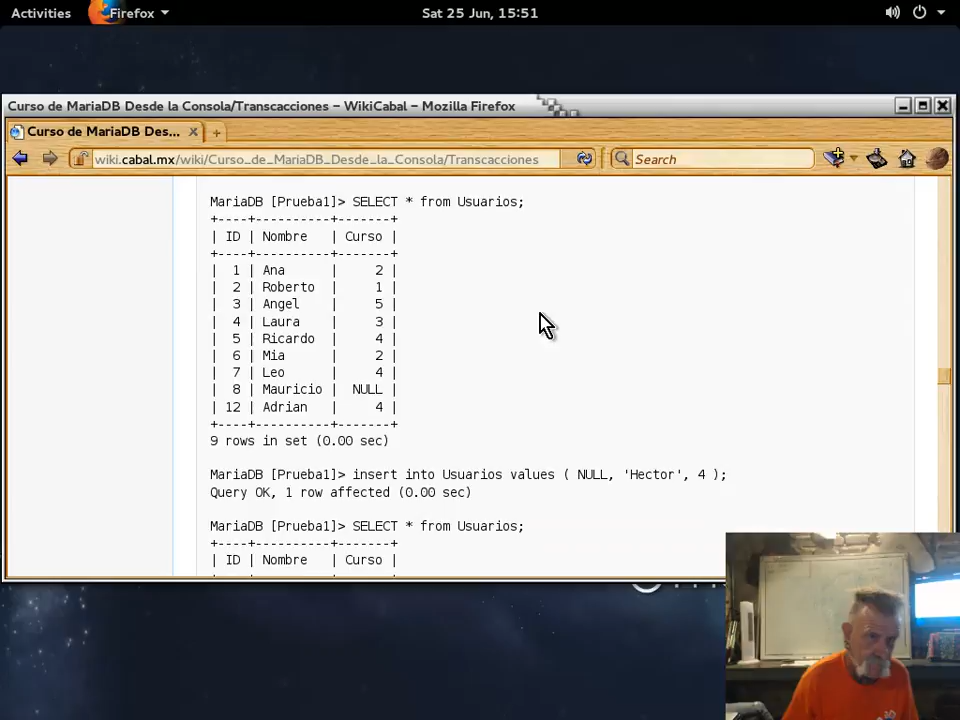 Activities Firefox Sat 25 Jun, 15:51
Curso de MariaDB Desde la Consola/Transcacciones – WikiCabal – Mozilla Firefox
Curso de MariaDB Des... × +
wiki.cabal.mx/wiki/Curso_de_MariaDB_Desde_la_Consola/Transcacciones Search
MariaDB [Prueba1]> SELECT * from Usuarios;
+----+----------+-------+
| ID | Nombre   | Curso |
+----+----------+-------+
|  1 | Ana      |     2 |
|  2 | Roberto  |     1 |
|  3 | Angel    |     5 |
|  4 | Laura    |     3 |
|  5 | Ricardo  |     4 |
|  6 | Mia      |     2 |
|  7 | Leo      |     4 |
|  8 | Mauricio |  NULL |
| 12 | Adrian   |     4 |
+----+----------+-------+
9 rows in set (0.00 sec)
MariaDB [Prueba1]> insert into Usuarios values ( NULL, 'Hector', 4 );
Query OK, 1 row affected (0.00 sec)
MariaDB [Prueba1]> SELECT * from Usuarios;
+----+----------+-------+
| ID | Nombre   | Curso |